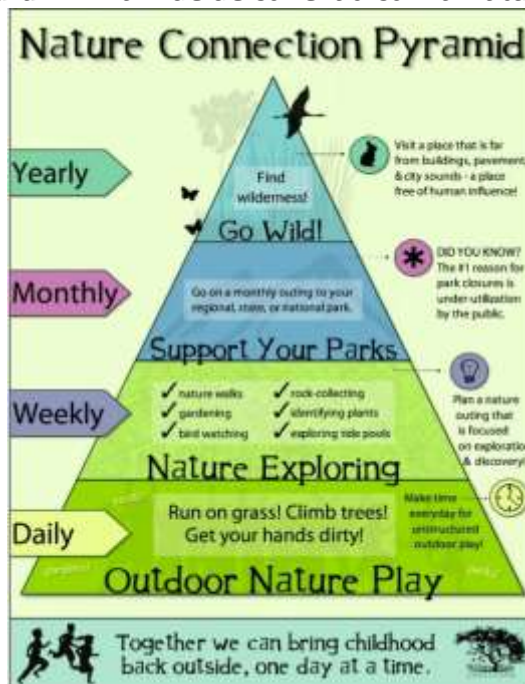 Nature Connection Pyramid
Yearly
Find
wilderness!
Go Wild!
Visit a place that is far
from buildings, pavement,
& city sounds - a place
free of human influence!
Monthly
Go on a monthly outing to your
regional, state, or national park.
Support Your Parks
DID YOU KNOW?
The #1 reason for
park closures is
under-utilization
by the public.
Weekly
✓ nature walks
✓ gardening
✓ bird watching
✓ rock collecting
✓ identifying plants
✓ exploring tide pools
Nature Exploring
Plan a nature
outing that
is focused
on exploration
& discovery!
Daily
Run on grass! Climb trees!
Get your hands dirty!
Outdoor Nature Play
Make time
everyday for
unstructured
outdoor play!
Together we can bring childhood
back outside, one day at a time.